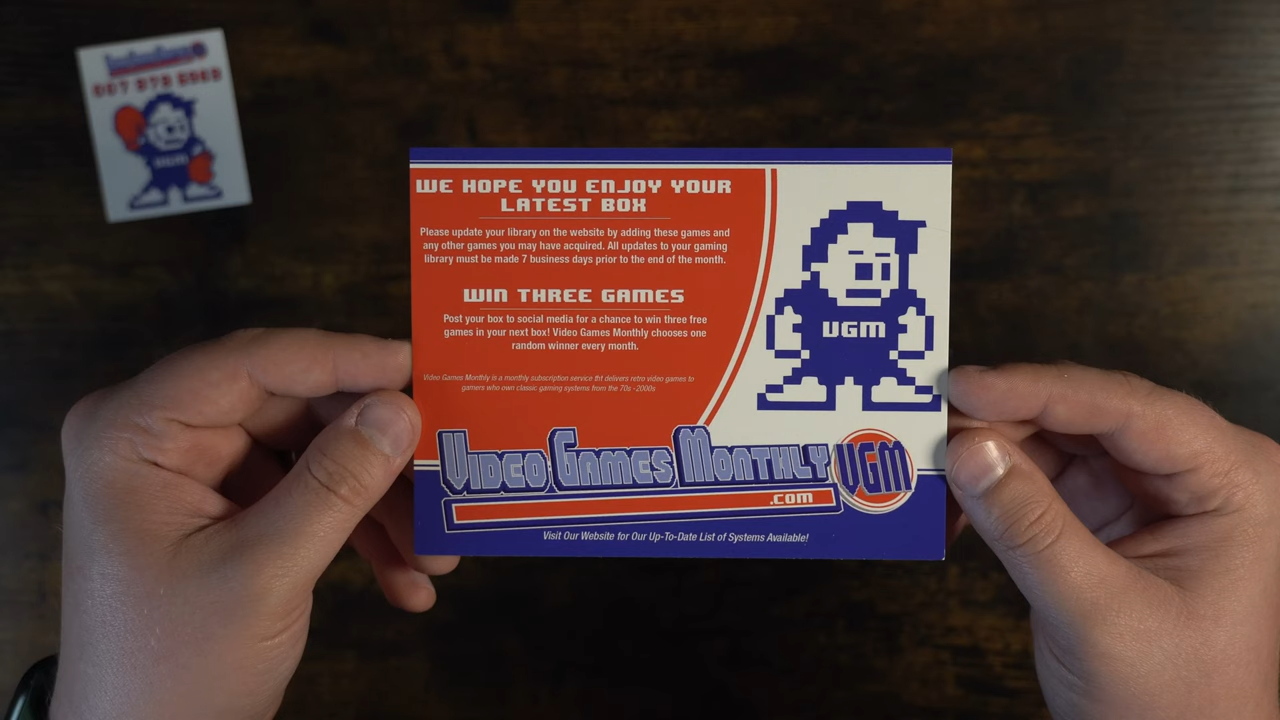 007 373 5963
VGM
WE HOPE YOU ENJOY YOUR
LATEST BOX
Please update your library on the website by adding these games and
any other games you may have acquired. All updates to your gaming
library must be made 7 business days prior to the end of the month.
WIN THREE GAMES
Post your box to social media for a chance to win three free
games in your next box! Video Games Monthly chooses one
random winner every month.
Video Games Monthly is a monthly subscription service tht delivers retro video games to
gamers who own classic gaming systems from the 70s -2000s
VGM
VIDEO GAMES MONTHLY VGM
.com
Visit Our Website for Our Up-To-Date List of Systems Available!